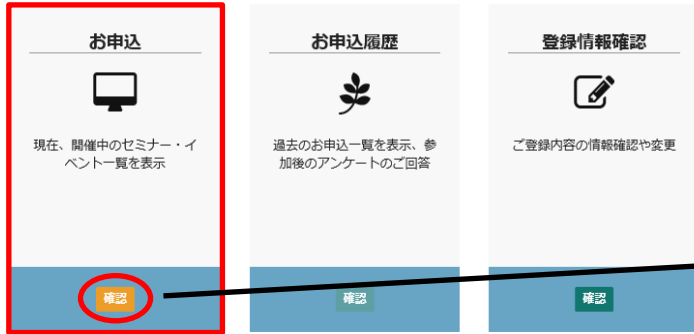 お申込
現在、開催中のセミナー・イ
ベント一覧を表示
確認
お申込履歴
過去のお申込一覧を表示、参
加後のアンケートのご回答
確認
登録情報確認
ご登録内容の情報確認や変更
確認